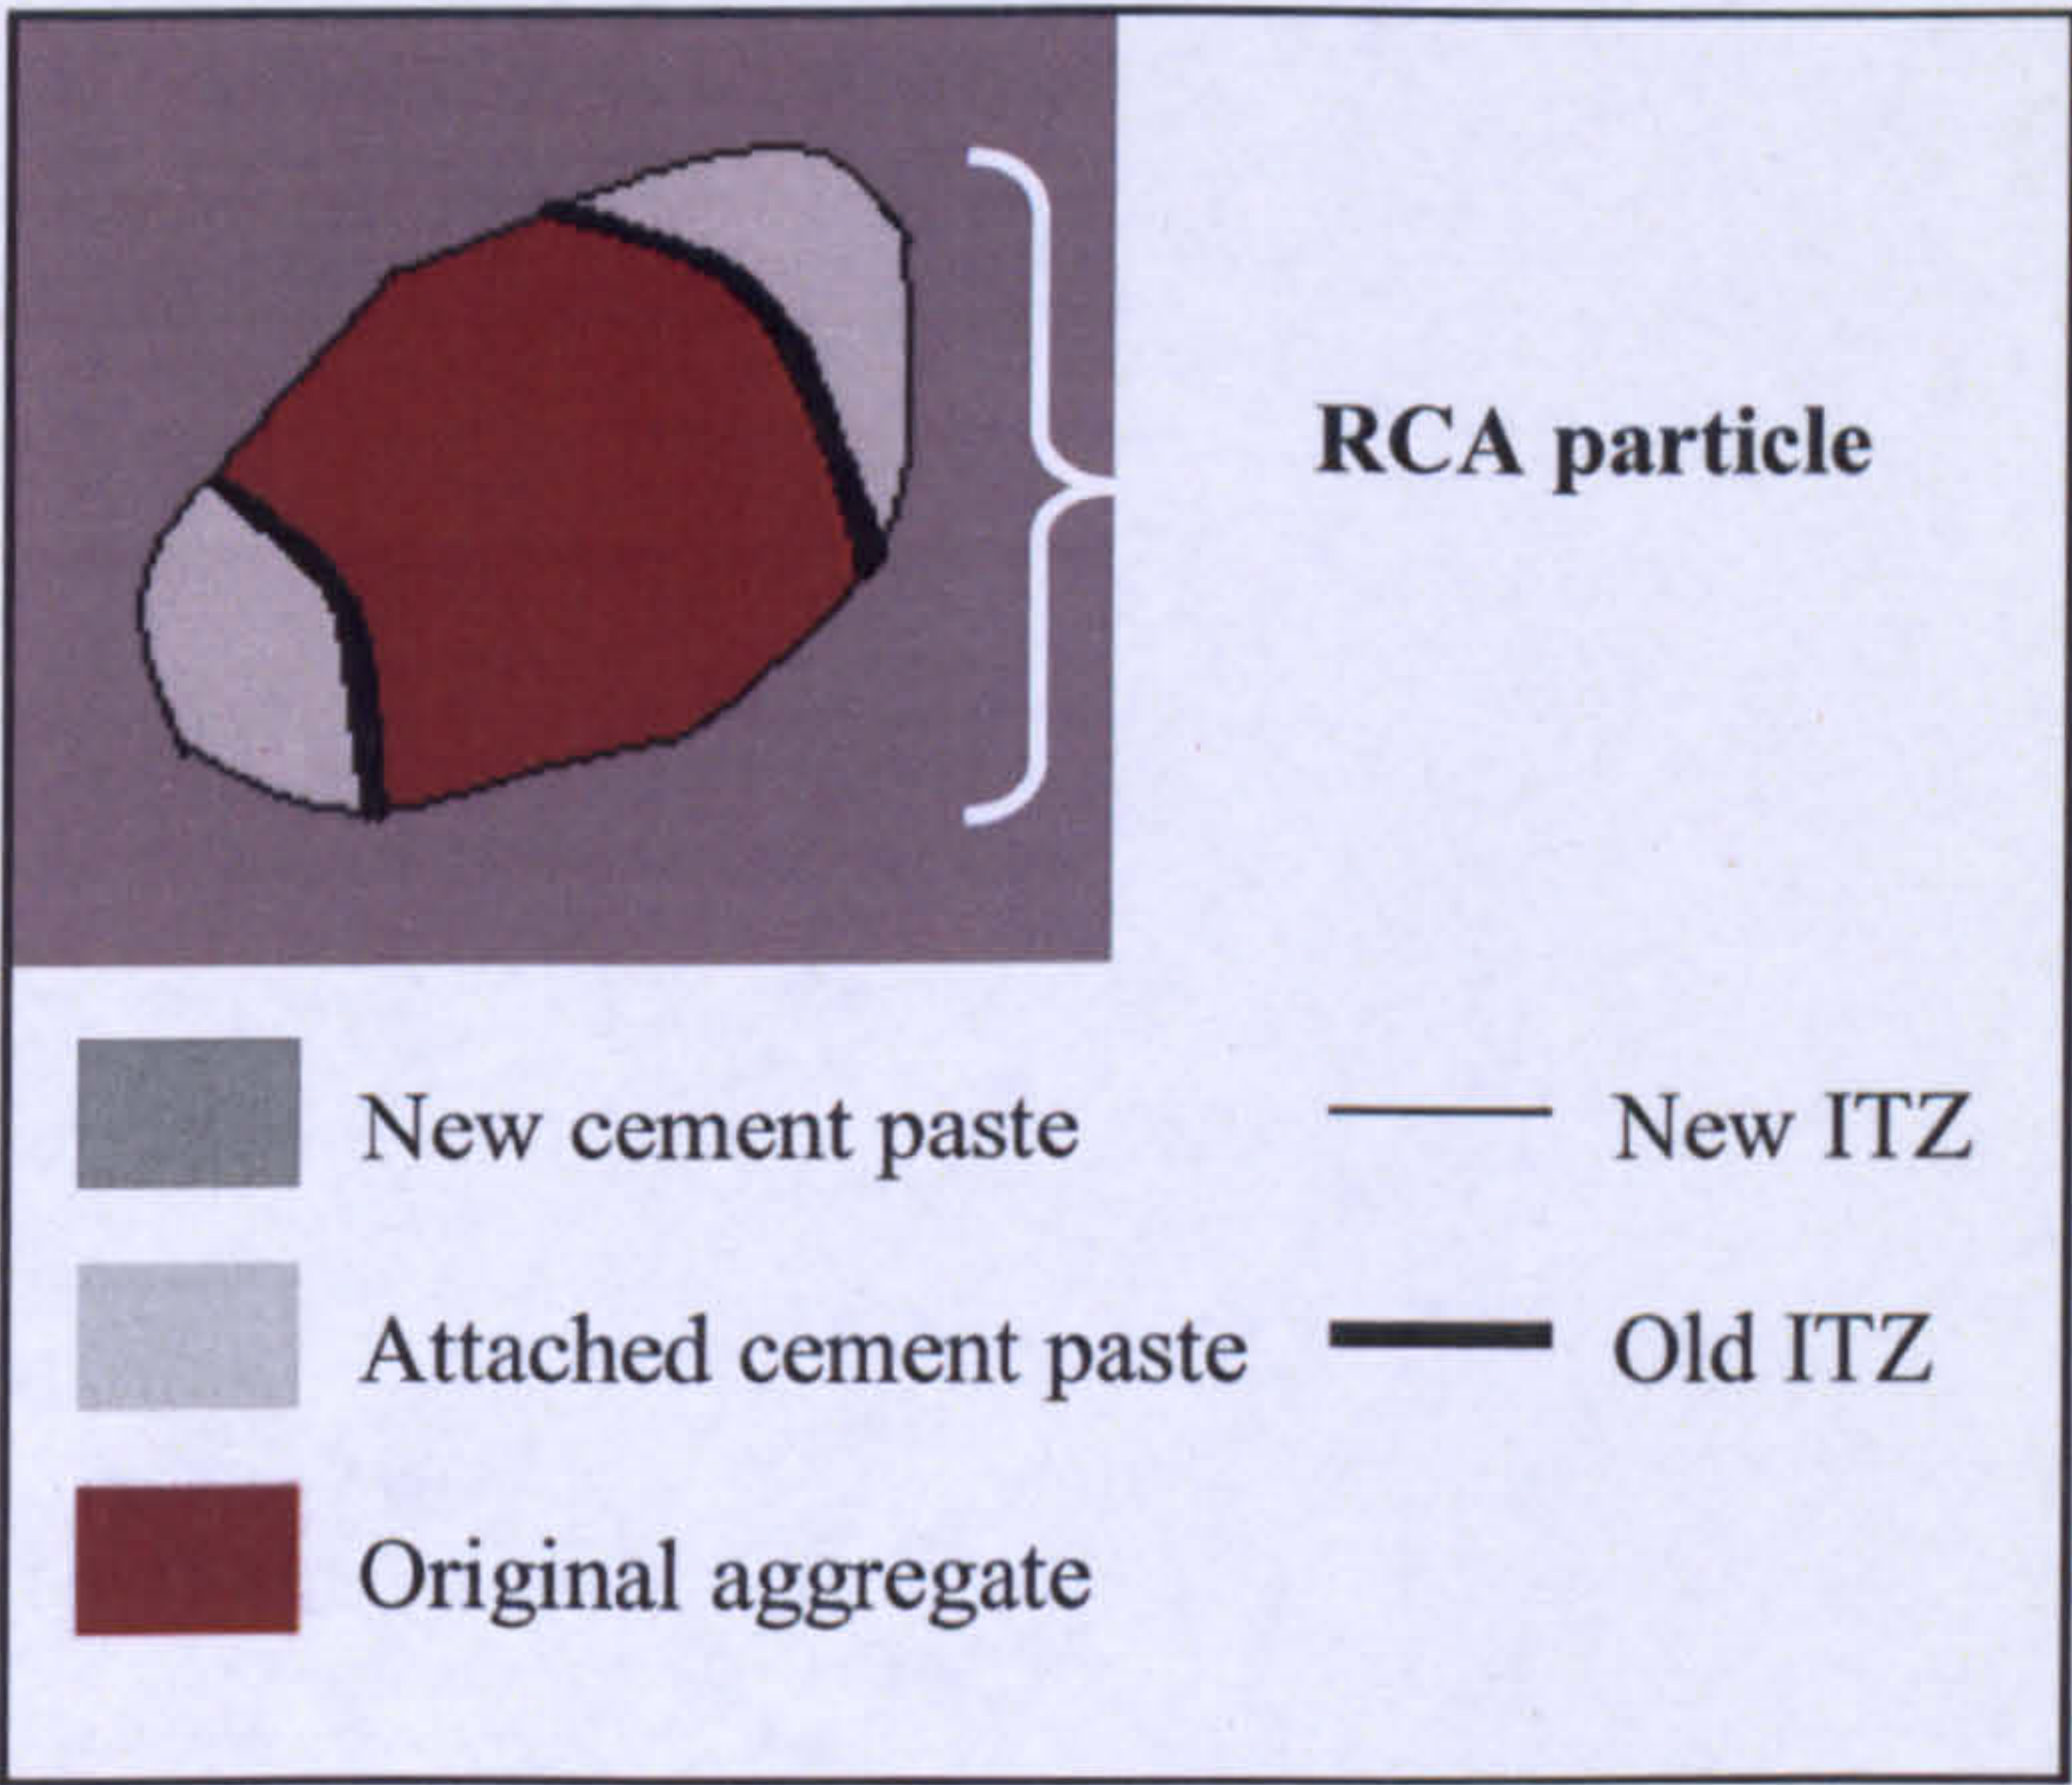 RCA particle
New cement paste
New ITZ
Attached cement paste
Old ITZ
Original aggregate